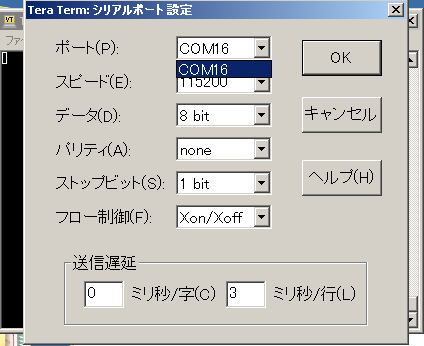 Tera Term: シリアルポート 設定
ポート(P): COM16
COM16
スピード(E): 115200
データ(D): 8 bit
パリティ(A): none
ストップビット(S): 1 bit
フロー制御(F): Xon/Xoff
OK
キャンセル
ヘルプ(H)
送信遅延
0 ミリ秒/字(C) 3 ミリ秒/行(L)